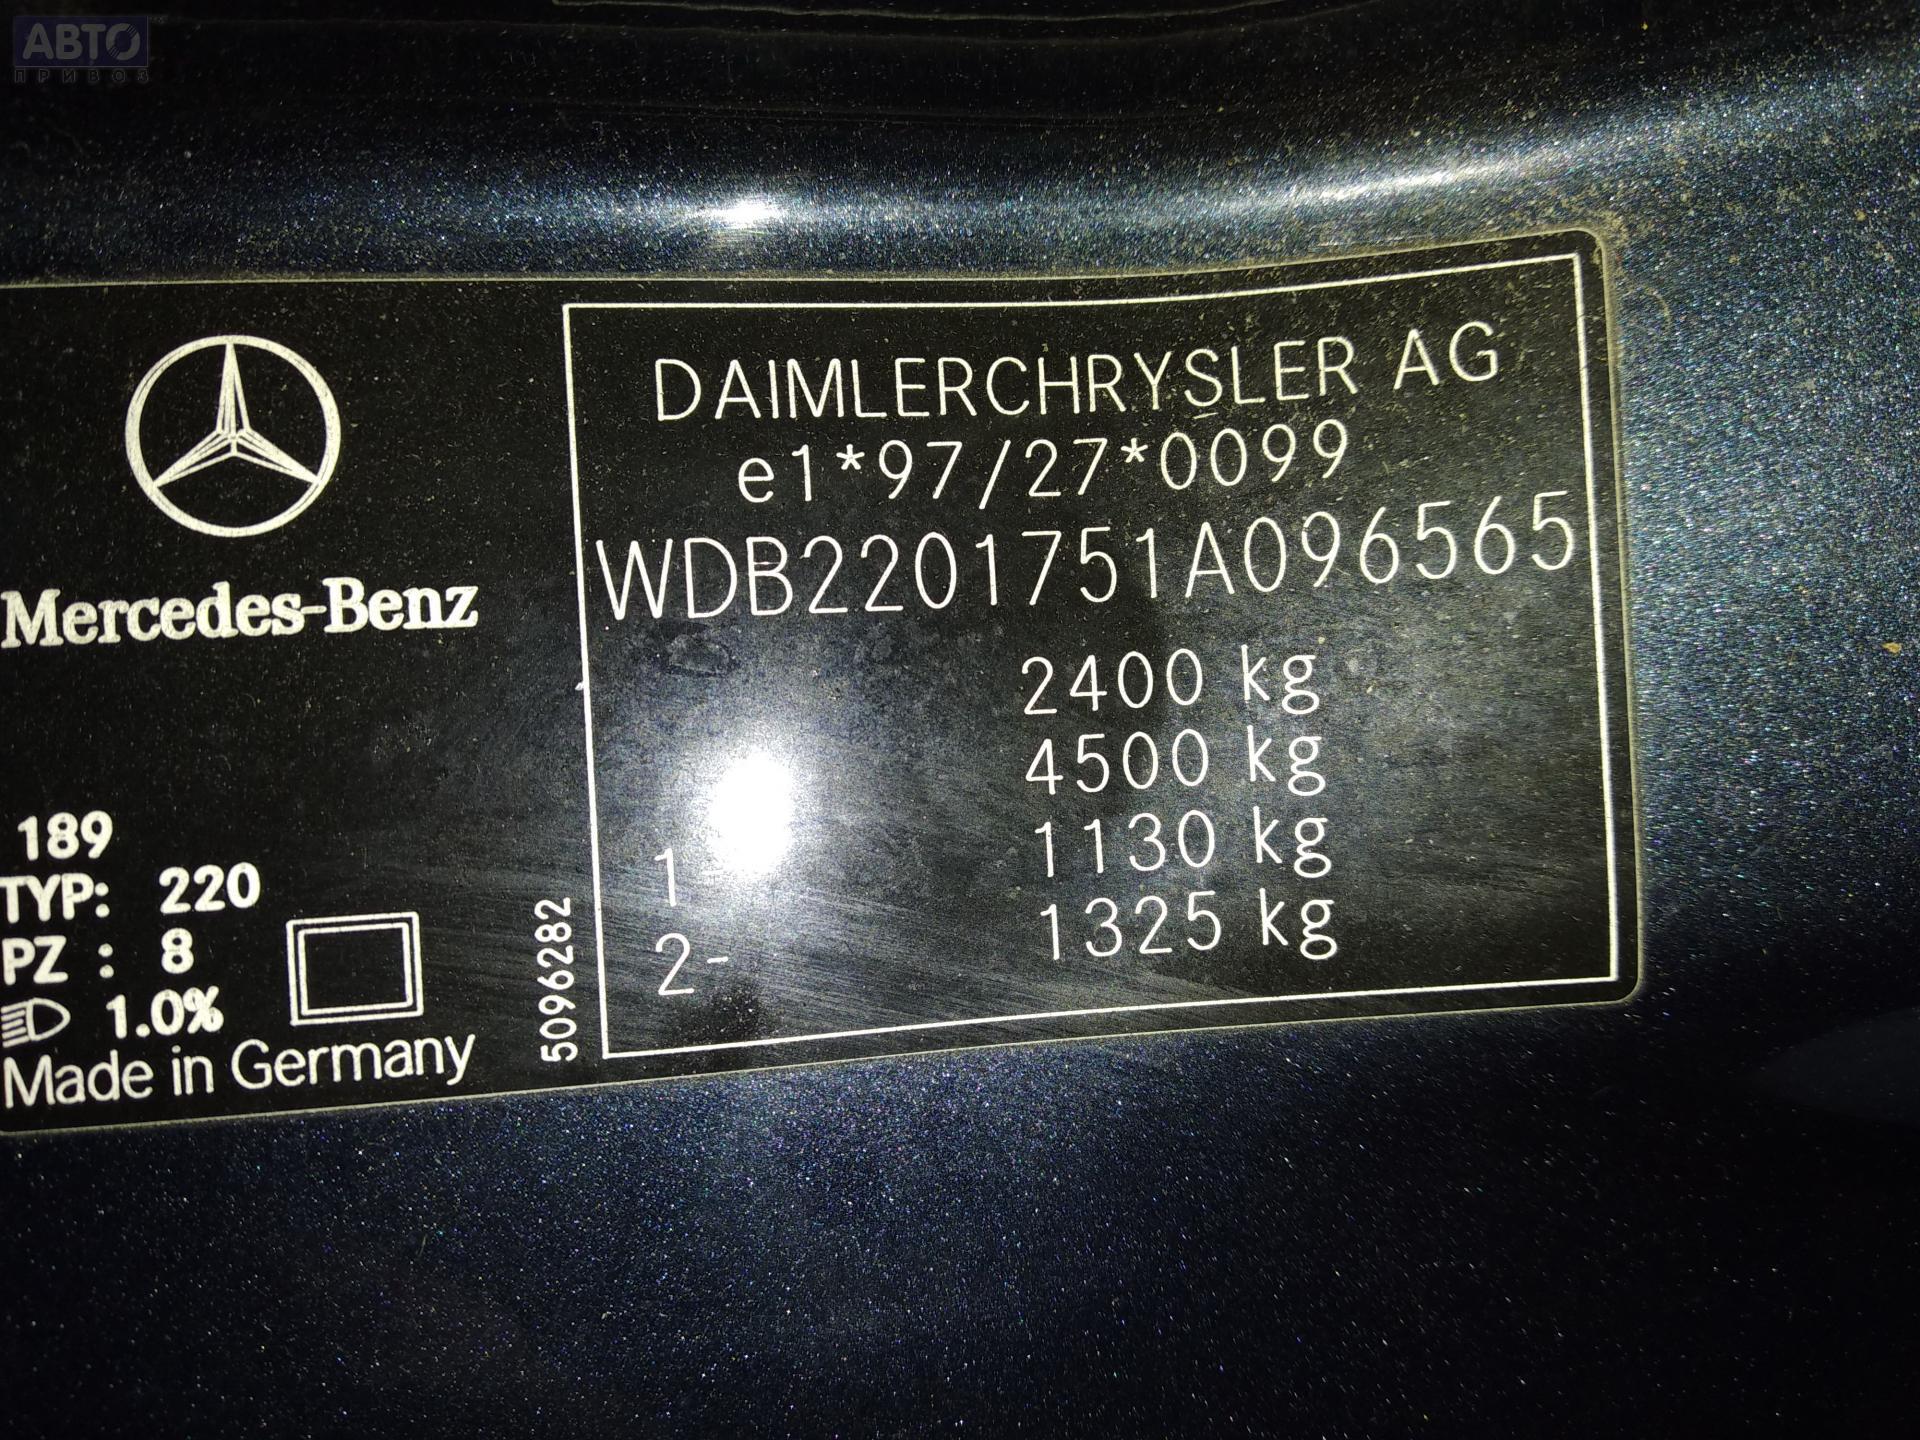 АВТО
ПРИВОЗ
Mercedes-Benz
189
TYP: 220
PZ : 8
1.0%
Made in Germany
5096282
DAIMLERCHRYSLER AG
e1*97/27*0099
WDB2201751A096565
2400 kg
4500 kg
1 1130 kg
2- 1325 kg